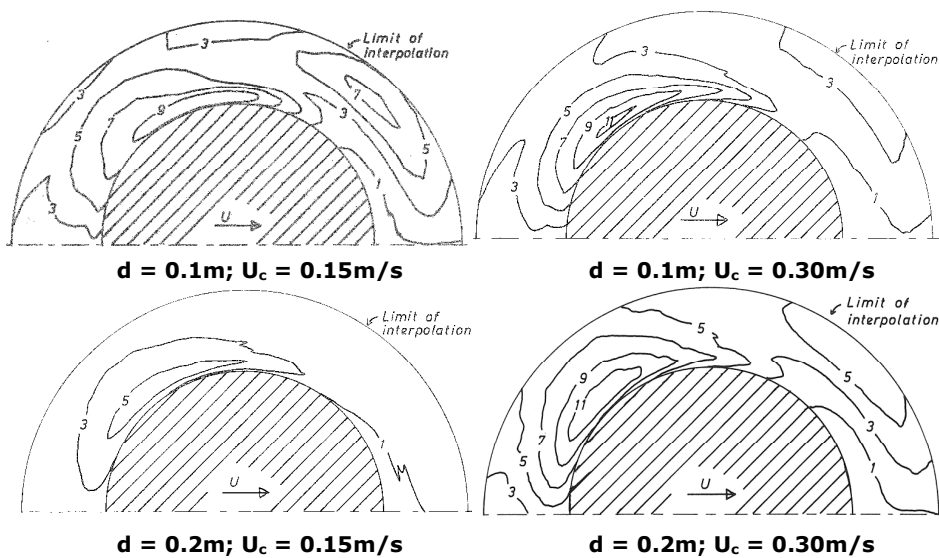 Limit of
interpolation
3
3
7
9
7
5
3
5
1
3
U
d = 0.1m; Uc = 0.15m/s
Limit of
interpolation
3
3
5
9
11
7
3
1
U
d = 0.1m; Uc = 0.30m/s
Limit of
interpolation
5
3
1
U
d = 0.2m; Uc = 0.15m/s
Limit of
interpolation
5
9
5
11
7
3
5
1
3
U
d = 0.2m; Uc = 0.30m/s